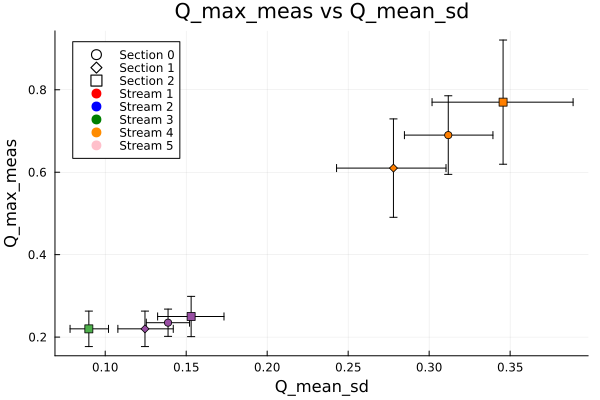 Q_max_meas vs Q_mean_sd
Section 0
Section 1
Section 2
Stream 1
Stream 2
Stream 3
Stream 4
Stream 5
Q_max_meas
0.8
0.6
0.4
0.2
0.10
0.15
0.20
0.25
0.30
0.35
Q_mean_sd